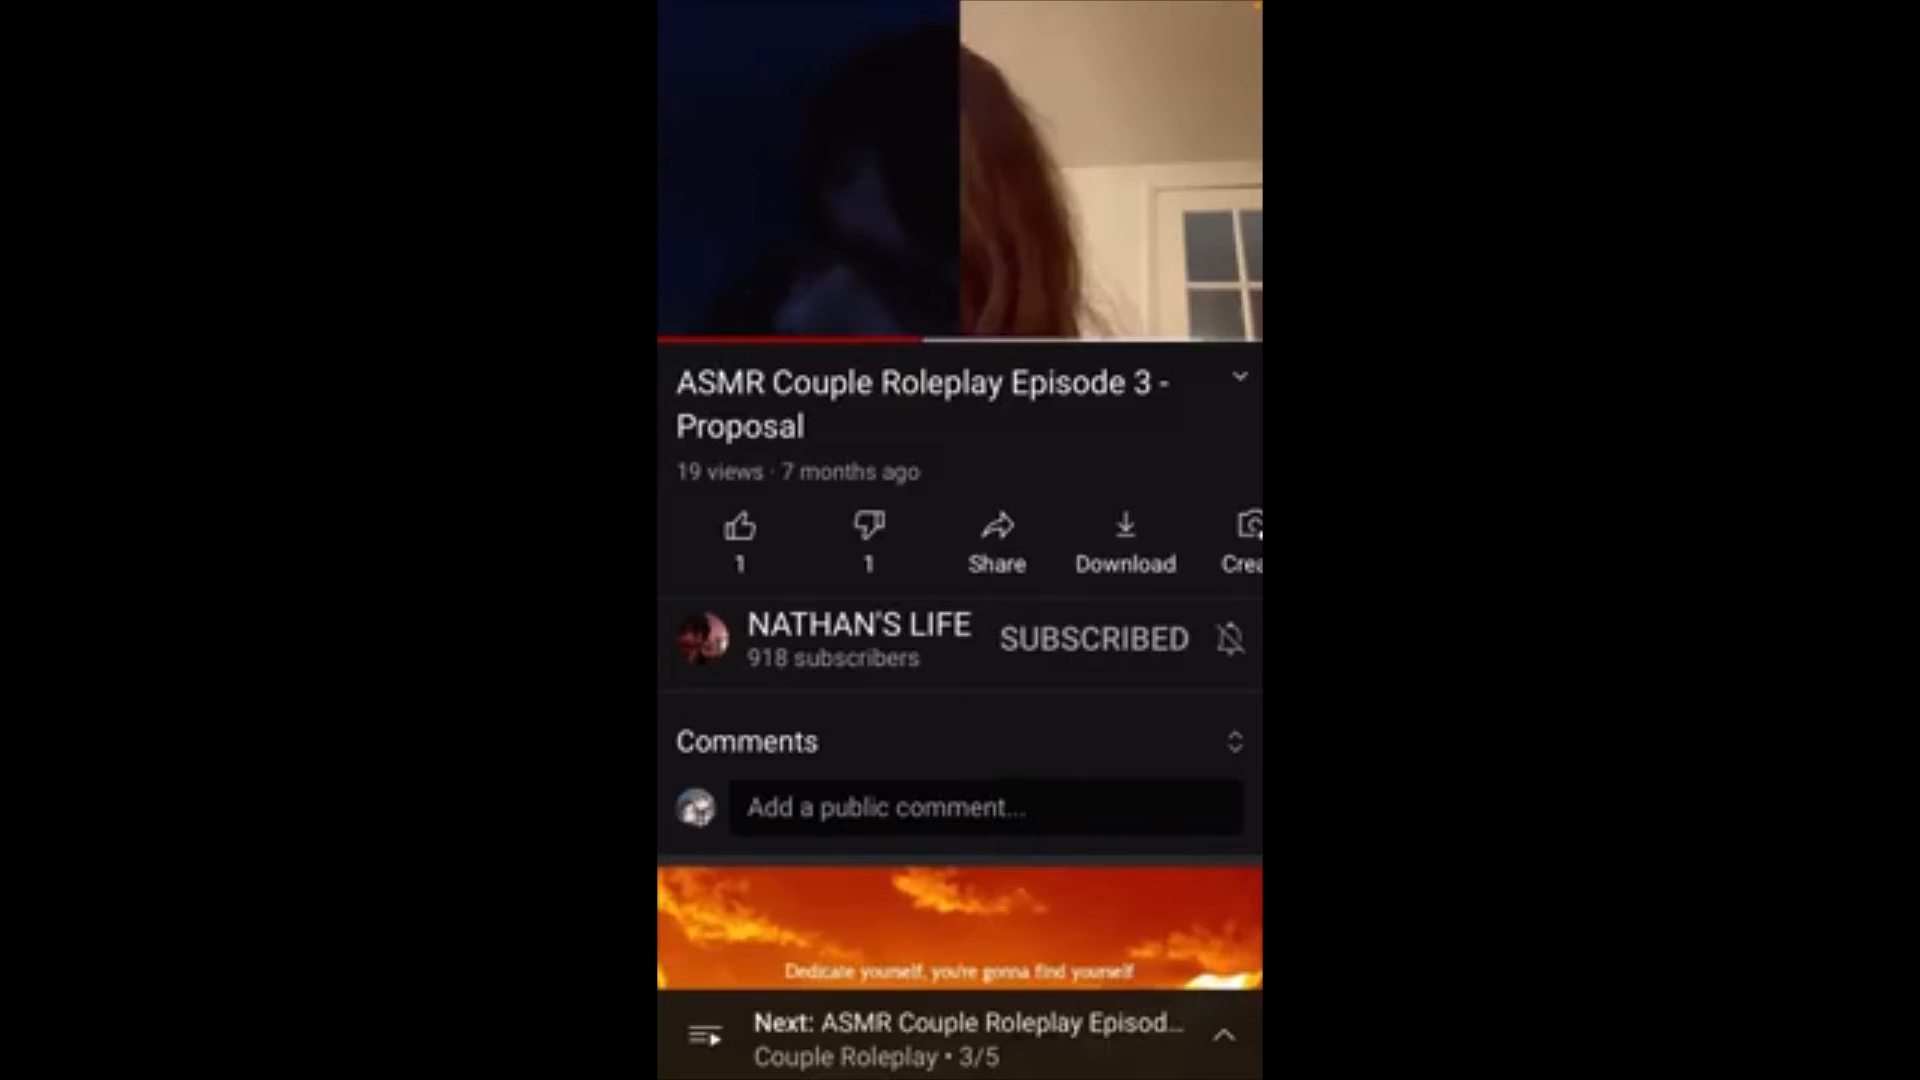 ASMR Couple Roleplay Episode 3 -
Proposal
19 views · 7 months ago
1
1
Share
Download
Crea
NATHAN'S LIFE
918 subscribers
SUBSCRIBED
Comments
Add a public comment...
Dedicate yourself, you're gonna find yourself
Next: ASMR Couple Roleplay Episod...
Couple Roleplay • 3/5